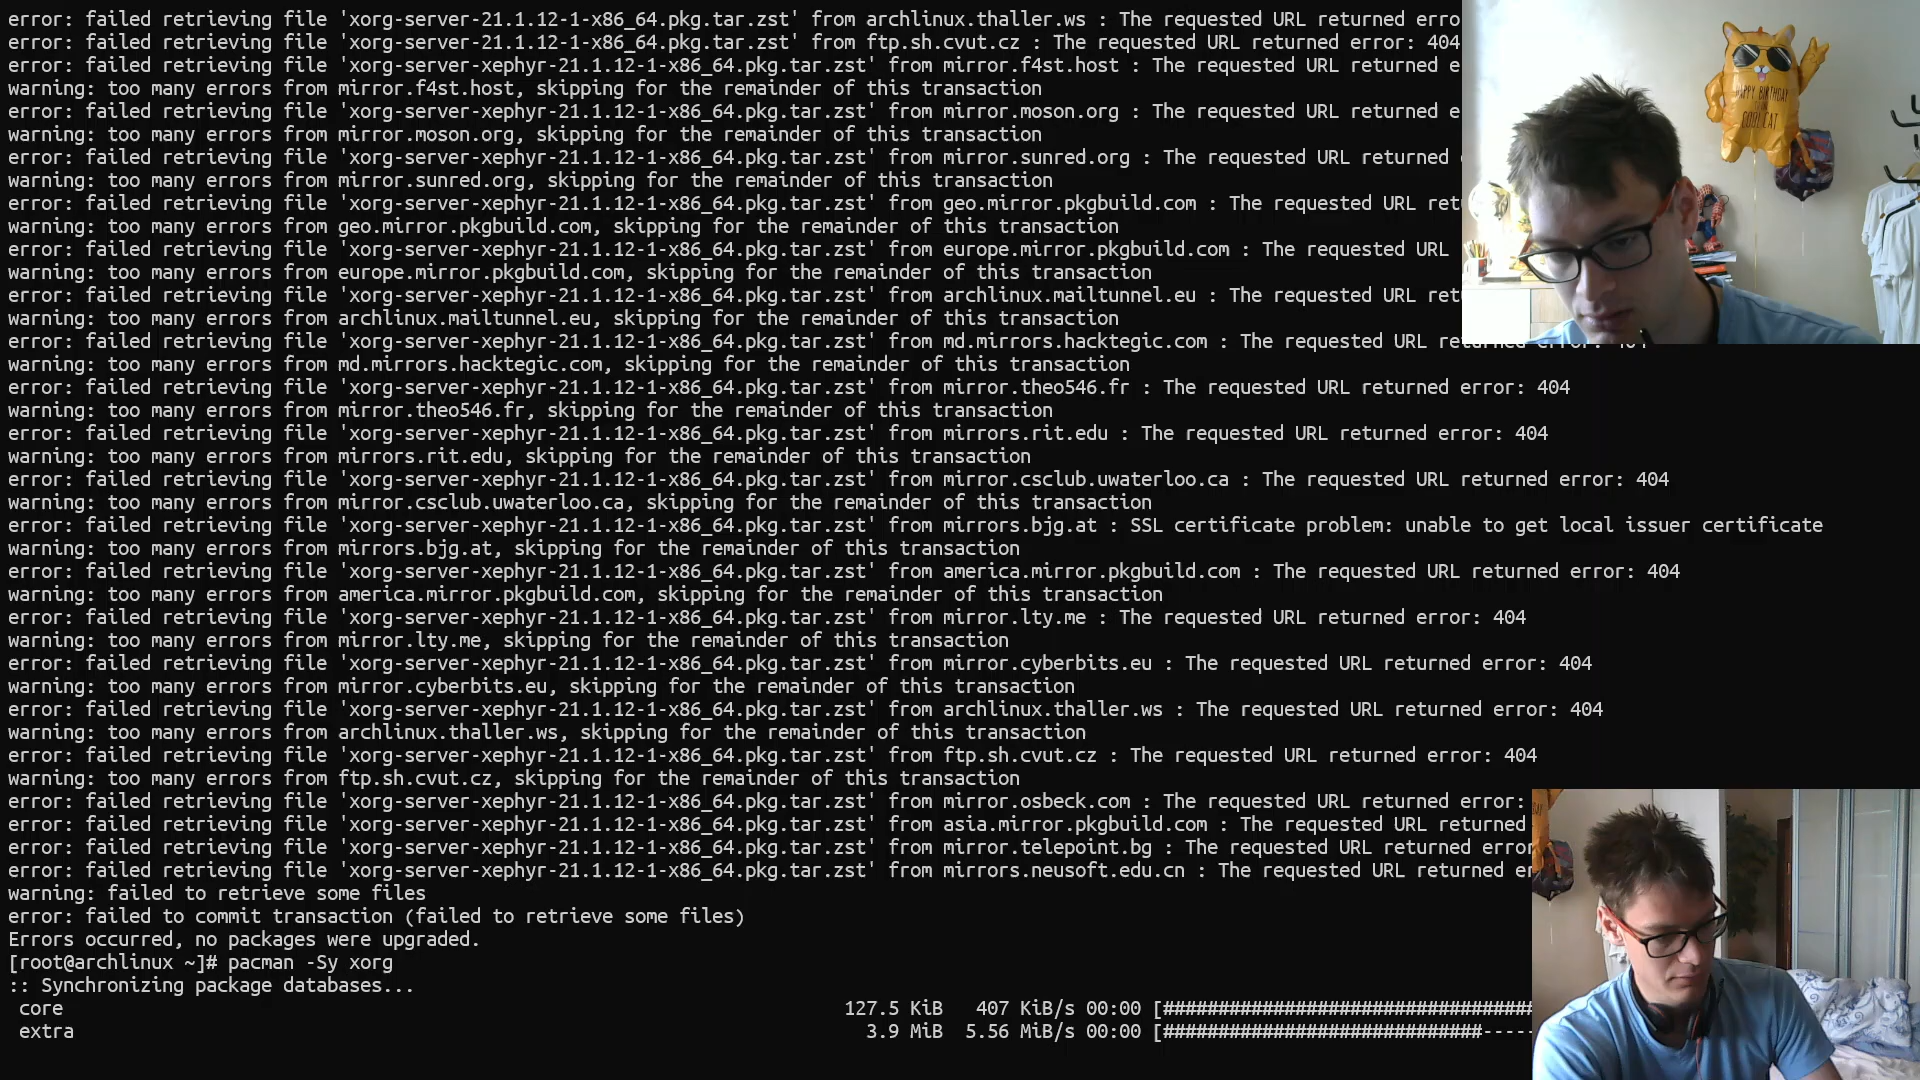 error: failed retrieving file 'xorg-server-21.1.12-1-x86_64.pkg.tar.zst' from archlinux.thaller.ws : The requested URL returned erro
error: failed retrieving file 'xorg-server-21.1.12-1-x86_64.pkg.tar.zst' from ftp.sh.cvut.cz : The requested URL returned error: 404
error: failed retrieving file 'xorg-server-xephyr-21.1.12-1-x86_64.pkg.tar.zst' from mirror.f4st.host : The requested URL returned e
warning: too many errors from mirror.f4st.host, skipping for the remainder of this transaction
error: failed retrieving file 'xorg-server-xephyr-21.1.12-1-x86_64.pkg.tar.zst' from mirror.moson.org : The requested URL returned e
warning: too many errors from mirror.moson.org, skipping for the remainder of this transaction
error: failed retrieving file 'xorg-server-xephyr-21.1.12-1-x86_64.pkg.tar.zst' from mirror.sunred.org : The requested URL returned
warning: too many errors from mirror.sunred.org, skipping for the remainder of this transaction
error: failed retrieving file 'xorg-server-xephyr-21.1.12-1-x86_64.pkg.tar.zst' from geo.mirror.pkgbuild.com : The requested URL ret
warning: too many errors from geo.mirror.pkgbuild.com, skipping for the remainder of this transaction
error: failed retrieving file 'xorg-server-xephyr-21.1.12-1-x86_64.pkg.tar.zst' from europe.mirror.pkgbuild.com : The requested URL
warning: too many errors from europe.mirror.pkgbuild.com, skipping for the remainder of this transaction
error: failed retrieving file 'xorg-server-xephyr-21.1.12-1-x86_64.pkg.tar.zst' from archlinux.mailtunnel.eu : The requested URL ret
warning: too many errors from archlinux.mailtunnel.eu, skipping for the remainder of this transaction
error: failed retrieving file 'xorg-server-xephyr-21.1.12-1-x86_64.pkg.tar.zst' from md.mirrors.hacktegic.com : The requested URL returned error: 404
warning: too many errors from md.mirrors.hacktegic.com, skipping for the remainder of this transaction
error: failed retrieving file 'xorg-server-xephyr-21.1.12-1-x86_64.pkg.tar.zst' from mirror.theo546.fr : The requested URL returned error: 404
warning: too many errors from mirror.theo546.fr, skipping for the remainder of this transaction
error: failed retrieving file 'xorg-server-xephyr-21.1.12-1-x86_64.pkg.tar.zst' from mirrors.rit.edu : The requested URL returned error: 404
warning: too many errors from mirrors.rit.edu, skipping for the remainder of this transaction
error: failed retrieving file 'xorg-server-xephyr-21.1.12-1-x86_64.pkg.tar.zst' from mirror.csclub.uwaterloo.ca : The requested URL returned error: 404
warning: too many errors from mirror.csclub.uwaterloo.ca, skipping for the remainder of this transaction
error: failed retrieving file 'xorg-server-xephyr-21.1.12-1-x86_64.pkg.tar.zst' from mirrors.bjg.at : SSL certificate problem: unable to get local issuer certificate
warning: too many errors from mirrors.bjg.at, skipping for the remainder of this transaction
error: failed retrieving file 'xorg-server-xephyr-21.1.12-1-x86_64.pkg.tar.zst' from america.mirror.pkgbuild.com : The requested URL returned error: 404
warning: too many errors from america.mirror.pkgbuild.com, skipping for the remainder of this transaction
error: failed retrieving file 'xorg-server-xephyr-21.1.12-1-x86_64.pkg.tar.zst' from mirror.lty.me : The requested URL returned error: 404
warning: too many errors from mirror.lty.me, skipping for the remainder of this transaction
error: failed retrieving file 'xorg-server-xephyr-21.1.12-1-x86_64.pkg.tar.zst' from mirror.cyberbits.eu : The requested URL returned error: 404
warning: too many errors from mirror.cyberbits.eu, skipping for the remainder of this transaction
error: failed retrieving file 'xorg-server-xephyr-21.1.12-1-x86_64.pkg.tar.zst' from archlinux.thaller.ws : The requested URL returned error: 404
warning: too many errors from archlinux.thaller.ws, skipping for the remainder of this transaction
error: failed retrieving file 'xorg-server-xephyr-21.1.12-1-x86_64.pkg.tar.zst' from ftp.sh.cvut.cz : The requested URL returned error: 404
warning: too many errors from ftp.sh.cvut.cz, skipping for the remainder of this transaction
error: failed retrieving file 'xorg-server-xephyr-21.1.12-1-x86_64.pkg.tar.zst' from mirror.osbeck.com : The requested URL returned error:
error: failed retrieving file 'xorg-server-xephyr-21.1.12-1-x86_64.pkg.tar.zst' from asia.mirror.pkgbuild.com : The requested URL returned
error: failed retrieving file 'xorg-server-xephyr-21.1.12-1-x86_64.pkg.tar.zst' from mirror.telepoint.bg : The requested URL returned error
error: failed retrieving file 'xorg-server-xephyr-21.1.12-1-x86_64.pkg.tar.zst' from mirrors.neusoft.edu.cn : The requested URL returned er
warning: failed to retrieve some files
error: failed to commit transaction (failed to retrieve some files)
Errors occurred, no packages were upgraded.
[root@archlinux ~]# pacman -Sy xorg
:: Synchronizing package databases...
core 127.5 KiB 407 KiB/s 00:00 [##################################
extra 3.9 MiB 5.56 MiB/s 00:00 [#############################-----
HAPPY BIRTHDAY
COOL CAT